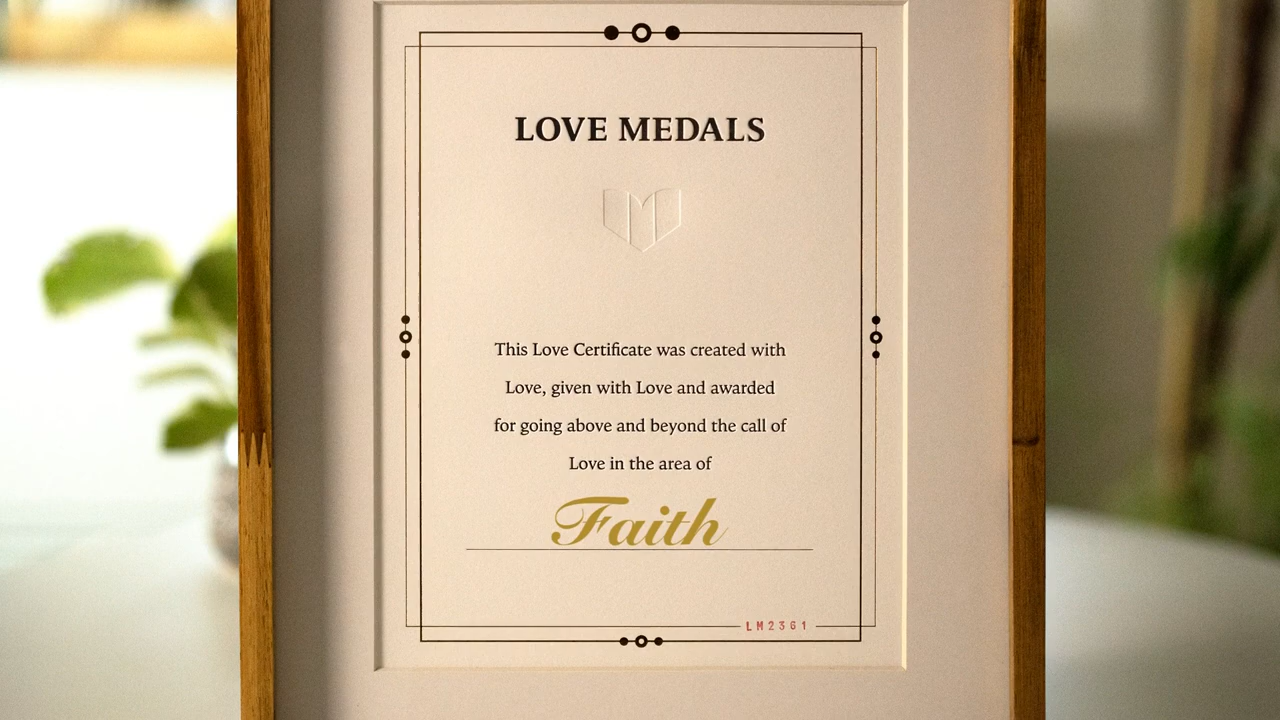 LOVE MEDALS
This Love Certificate was created with
Love, given with Love and awarded
for going above and beyond the call of
Love in the area of
Faith
LM2361